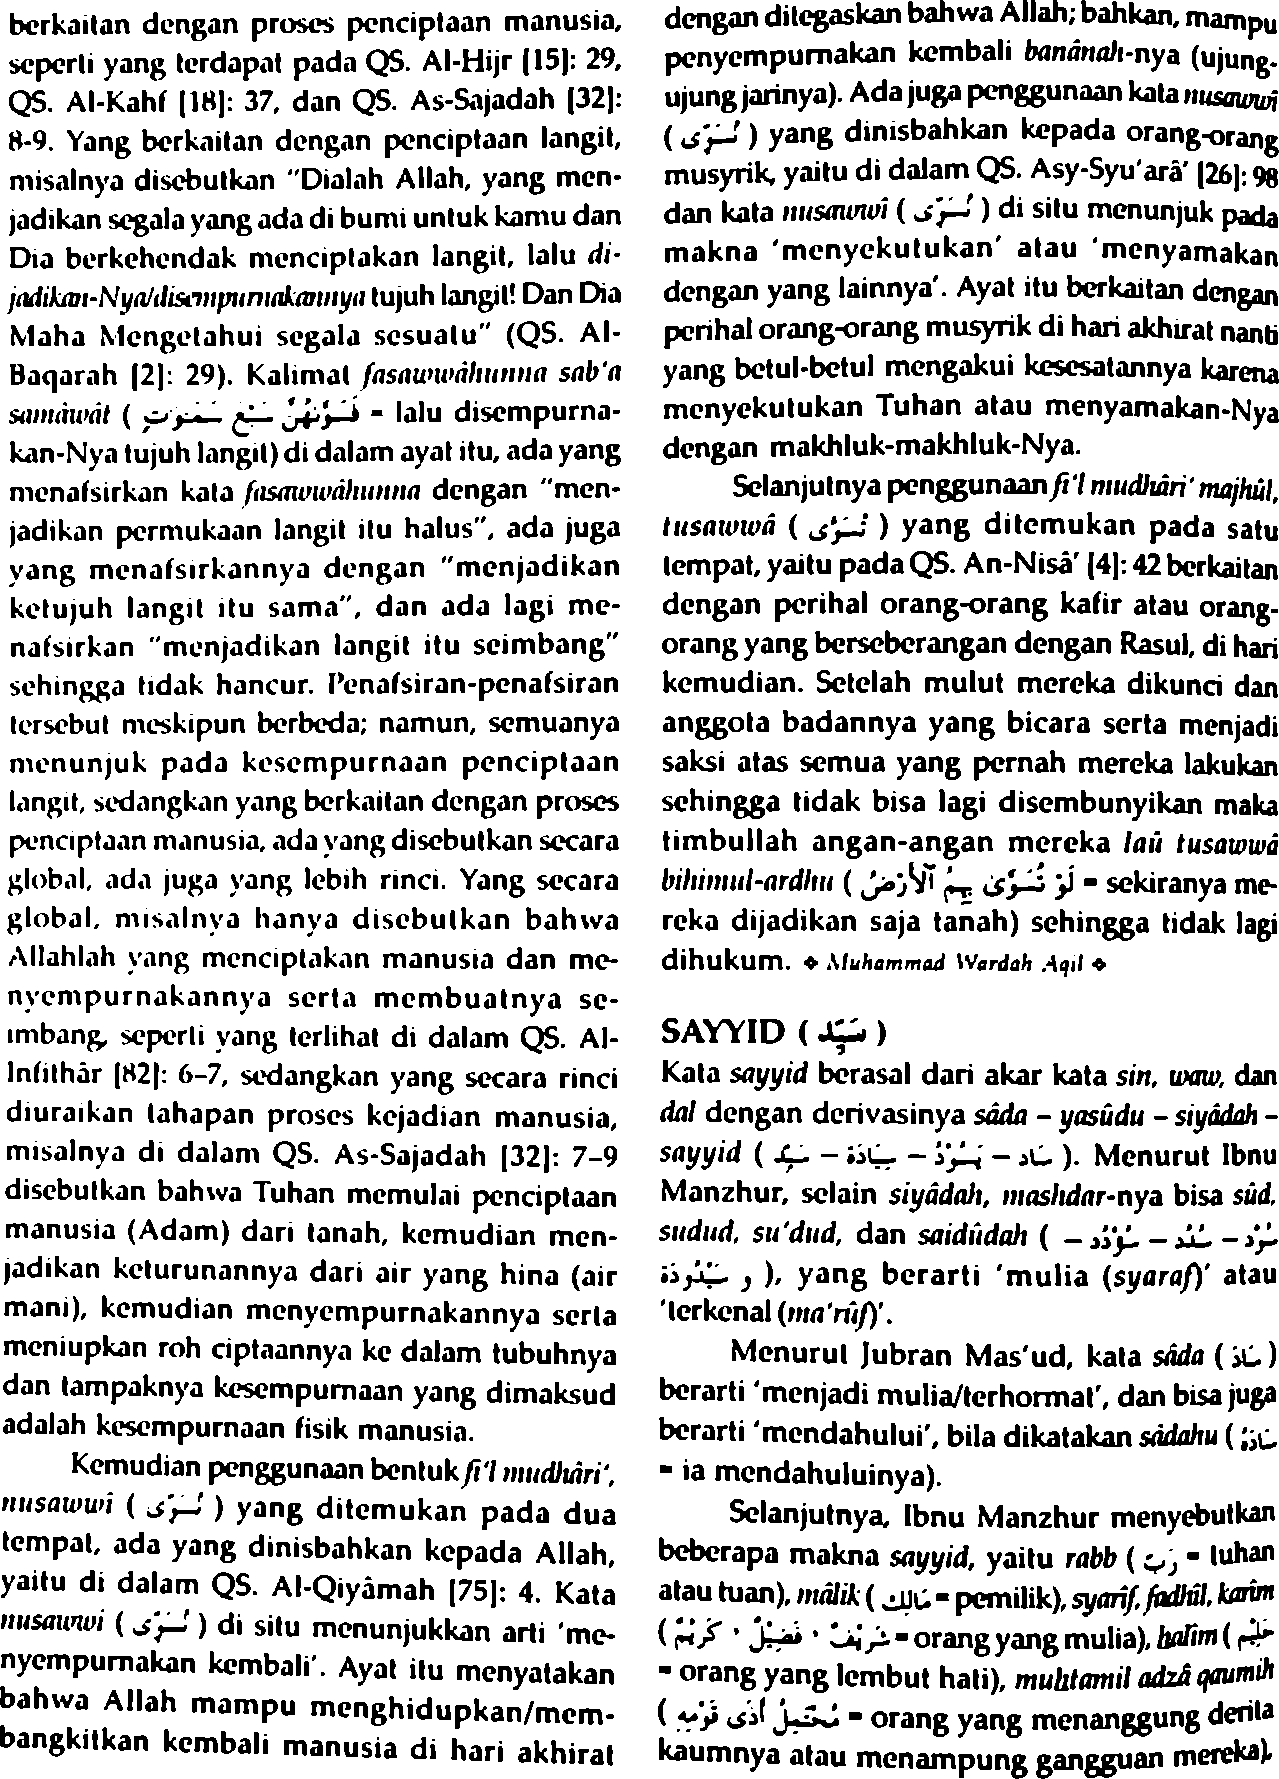 berkaitan dengan proses penciptaan manusia,
seperti yang terdapat pada QS. Al-Hijr [15]: 29,
QS. Al-Kahf [18]: 37, dan QS. As-Sajadah [32]:
8-9. Yang berkaitan dengan penciptaan langit,
misalnya disebutkan "Dialah Allah, yang men-
jadikan segala yang ada di bumi untuk kamu dan
Dia berkehendak menciptakan langit, lalu di-
jadikan-Nya/disempurnakannya tujuh langit! Dan Dia
Maha Mengetahui segala sesuatu" (QS. Al-
Baqarah [2]: 29). Kalimat fasawwâhunna sab'a
samâwât ( فَسَوَّىٰهُنَّ سَبْعَ سَمَٰوَٰتٍ = lalu disempurna-
kan-Nya tujuh langit) di dalam ayat itu, ada yang
menafsirkan kata fasawwâhunna dengan "men-
jadikan permukaan langit itu halus", ada juga
yang menafsirkannya dengan "menjadikan
ketujuh langit itu sama", dan ada lagi me-
nafsirkan "menjadikan langit itu seimbang"
sehingga tidak hancur. Penafsiran-penafsiran
tersebut meskipun berbeda; namun, semuanya
menunjuk pada kesempurnaan penciptaan
langit, sedangkan yang berkaitan dengan proses
penciptaan manusia, ada yang disebutkan secara
global, ada juga yang lebih rinci. Yang secara
global, misalnya hanya disebutkan bahwa
Allahlah yang menciptakan manusia dan me-
nyempurnakannya serta membuatnya se-
imbang, seperti yang terlihat di dalam QS. Al-
Infithâr [82]: 6–7, sedangkan yang secara rinci
diuraikan tahapan proses kejadian manusia,
misalnya di dalam QS. As-Sajadah [32]: 7–9
disebutkan bahwa Tuhan memulai penciptaan
manusia (Adam) dari tanah, kemudian men-
jadikan keturunannya dari air yang hina (air
mani), kemudian menyempurnakannya serta
meniupkan roh ciptaannya ke dalam tubuhnya
dan tampaknya kesempurnaan yang dimaksud
adalah kesempurnaan fisik manusia.
Kemudian penggunaan bentuk fi'l mudhâri',
nusawwî ( نُسَوِّى ) yang ditemukan pada dua
tempat, ada yang dinisbahkan kepada Allah,
yaitu di dalam QS. Al-Qiyâmah [75]: 4. Kata
nusawwi ( نُسَوِّى ) di situ menunjukkan arti 'me-
nyempurnakan kembali'. Ayat itu menyatakan
bahwa Allah mampu menghidupkan/mem-
bangkitkan kembali manusia di hari akhirat
dengan ditegaskan bahwa Allah; bahkan, mampu
penyempurnakan kembali banânah-nya (ujung-
ujung jarinya). Ada juga penggunaan kata nusawwî
( نُسَوِّى ) yang dinisbahkan kepada orang-orang
musyrik, yaitu di dalam QS. Asy-Syu'arâ' [26]: 98
dan kata nusawwî ( نُسَوِّى ) di situ menunjuk pada
makna 'menyekutukan' atau 'menyamakan
dengan yang lainnya'. Ayat itu berkaitan dengan
perihal orang-orang musyrik di hari akhirat nanti
yang betul-betul mengakui kesesatannya karena
menyekutukan Tuhan atau menyamakan-Nya
dengan makhluk-makhluk-Nya.
Selanjutnya penggunaan fi'l mudhâri' majhûl,
tusawwâ ( تُسَوَّى ) yang ditemukan pada satu
tempat, yaitu pada QS. An-Nisâ' [4]: 42 berkaitan
dengan perihal orang-orang kafir atau orang-
orang yang berseberangan dengan Rasul, di hari
kemudian. Setelah mulut mereka dikunci dan
anggota badannya yang bicara serta menjadi
saksi atas semua yang pernah mereka lakukan
sehingga tidak bisa lagi disembunyikan maka
timbullah angan-angan mereka laû tusawwâ
bihimul-ardhu ( لَوْ تُسَوَّىٰ بِهِمُ ٱلْأَرْضُ = sekiranya me-
reka dijadikan saja tanah) sehingga tidak lagi
dihukum. ❖ Muhammad Wardah Aqil ❖
SAYYID ( سَيِّد )
Kata sayyid berasal dari akar kata sin, waw, dan
dal dengan derivasinya sâda – yasûdu – siyâdah –
sayyid ( سَادَ – يَسُوْدُ – سِيَادَة – سَيِّد ). Menurut Ibnu
Manzhur, selain siyâdah, mashdar-nya bisa sûd,
sudud, su'dud, dan saidûdah ( سُوْد – سُدُد – سُؤْدُد –
و سَيْدُوْدَة ), yang berarti 'mulia (syaraf)' atau
'terkenal (ma'rûf)'.
Menurut Jubran Mas'ud, kata sâda ( سَادَ )
berarti 'menjadi mulia/terhormat', dan bisa juga
berarti 'mendahului', bila dikatakan sâdahu ( سَادَهُ
= ia mendahuluinya).
Selanjutnya, Ibnu Manzhur menyebutkan
beberapa makna sayyid, yaitu rabb ( رَبّ = tuhan
atau tuan), mâlik ( مَالِك = pemilik), syarîf, fadhîl, karîm
( شَرِيْفٌ ، فَضِيْلٌ ، كَرِيْمٌ = orang yang mulia), halîm ( حَلِيْم
= orang yang lembut hati), muhtamil adzâ qaumih
( مُحْتَمِلُ أَذَى قَوْمِهِ = orang yang menanggung derita
kaumnya atau menampung gangguan mereka),